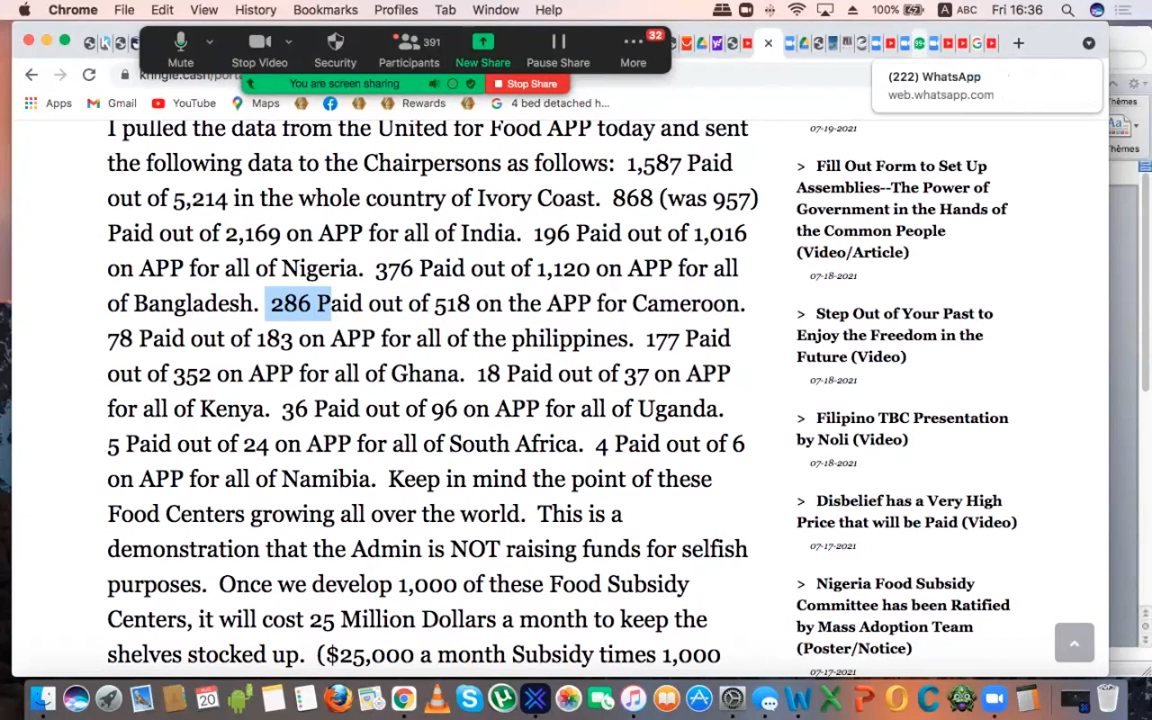 Chrome File Edit View History Bookmarks Profiles Tab Window Help 100% A ABC Fri 16:36
Mute
Stop Video
Security
391
Participants
New Share
Pause Share
32
More
You are screen sharing
Stop Share
(222) WhatsApp
web.whatsapp.com
Apps Gmail YouTube Maps Rewards 4 bed detached h...
Thèmes
Aa
Thèmes
I pulled the data from the United for Food APP today and sent
the following data to the Chairpersons as follows: 1,587 Paid
out of 5,214 in the whole country of Ivory Coast. 868 (was 957)
Paid out of 2,169 on APP for all of India. 196 Paid out of 1,016
on APP for all of Nigeria. 376 Paid out of 1,120 on APP for all
of Bangladesh. 286 Paid out of 518 on the APP for Cameroon.
78 Paid out of 183 on APP for all of the philippines. 177 Paid
out of 352 on APP for all of Ghana. 18 Paid out of 37 on APP
for all of Kenya. 36 Paid out of 96 on APP for all of Uganda.
5 Paid out of 24 on APP for all of South Africa. 4 Paid out of 6
on APP for all of Namibia. Keep in mind the point of these
Food Centers growing all over the world. This is a
demonstration that the Admin is NOT raising funds for selfish
purposes. Once we develop 1,000 of these Food Subsidy
Centers, it will cost 25 Million Dollars a month to keep the
shelves stocked up. ($25,000 a month Subsidy times 1,000
07-19-2021
> Fill Out Form to Set Up
Assemblies--The Power of
Government in the Hands of
the Common People
(Video/Article)
07-18-2021
> Step Out of Your Past to
Enjoy the Freedom in the
Future (Video)
07-18-2021
> Filipino TBC Presentation
by Noli (Video)
07-18-2021
> Disbelief has a Very High
Price that will be Paid (Video)
07-17-2021
> Nigeria Food Subsidy
Committee has been Ratified
by Mass Adoption Team
(Poster/Notice)
07-17-2021
AUG
20